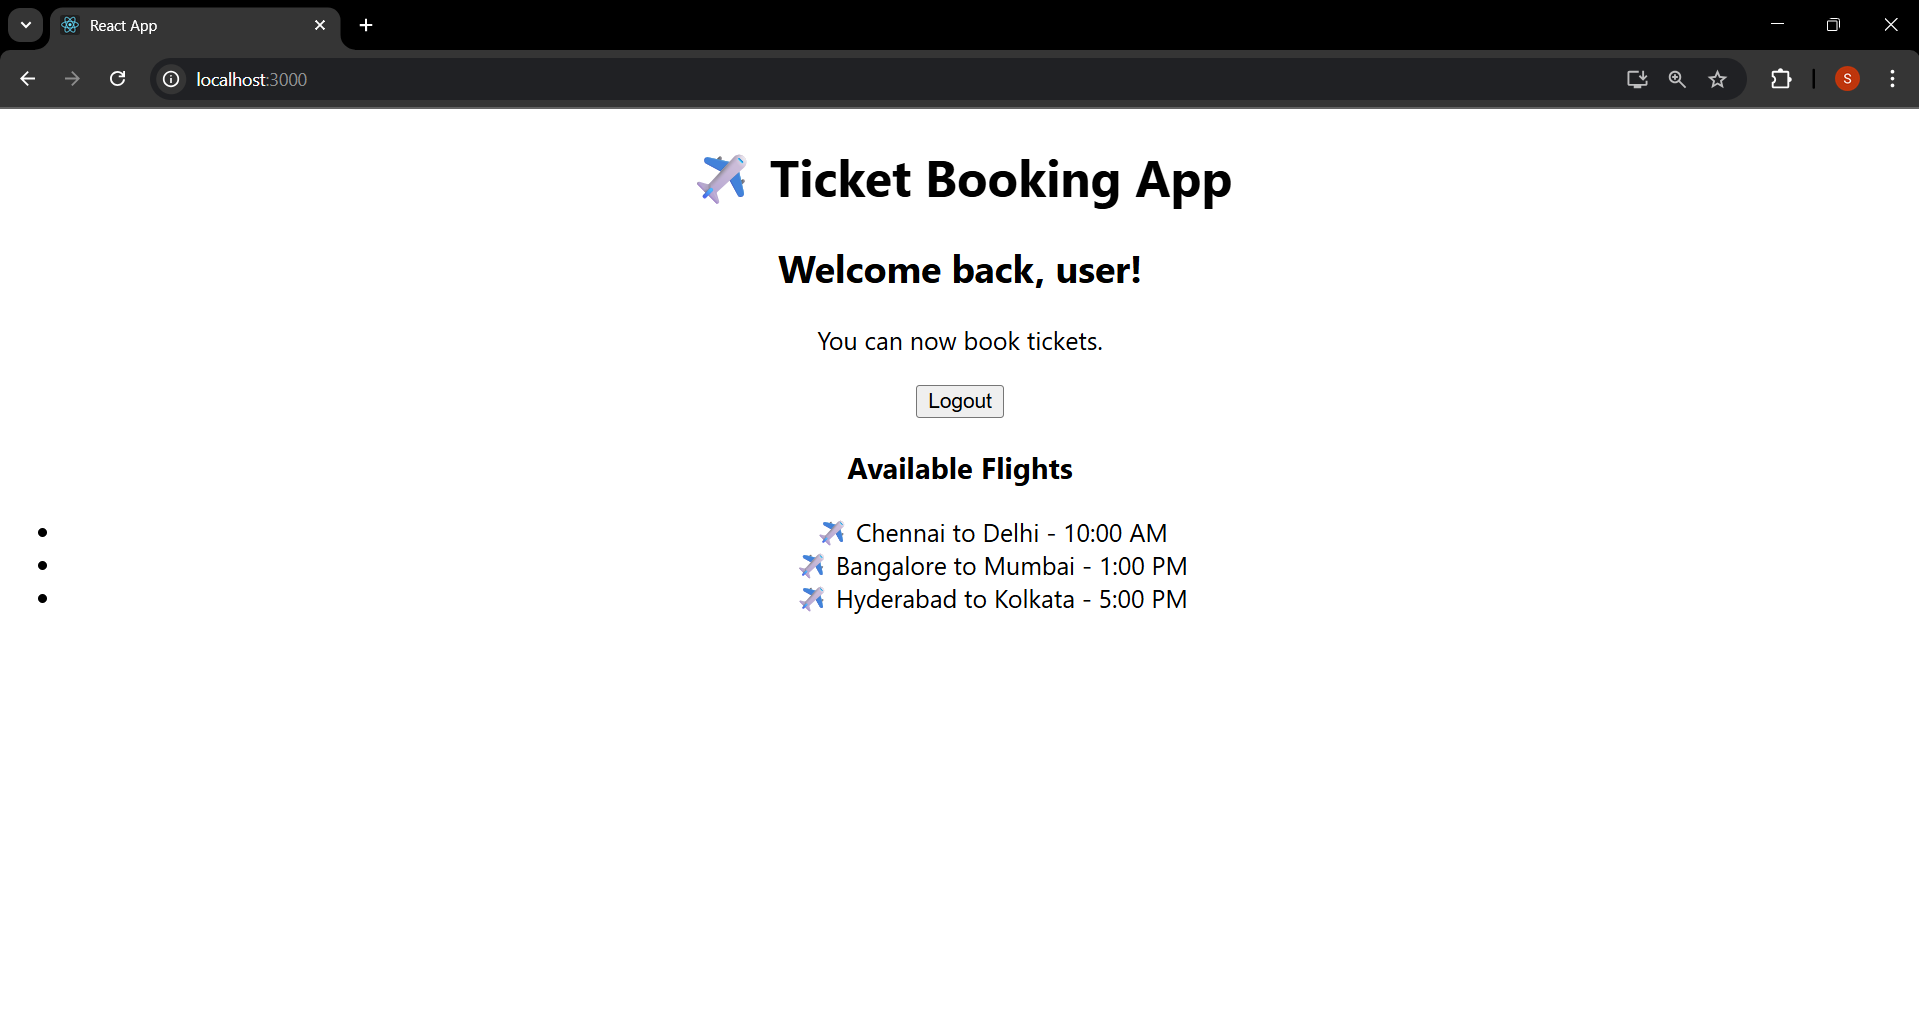 React App
localhost:3000
S
Ticket Booking App
Welcome back, user!
You can now book tickets.
Logout
Available Flights
Chennai to Delhi - 10:00 AM
Bangalore to Mumbai - 1:00 PM
Hyderabad to Kolkata - 5:00 PM